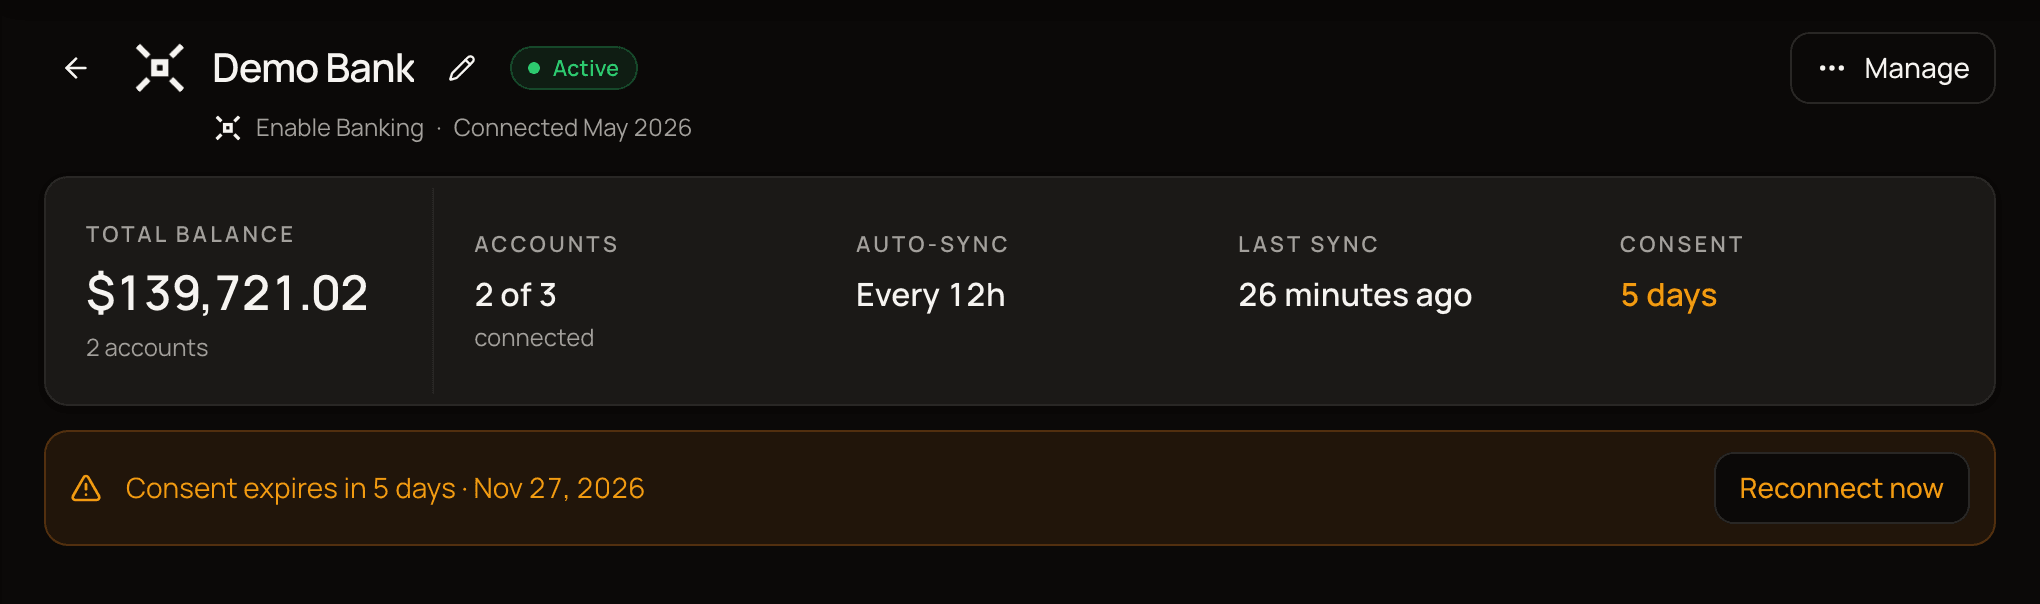 Demo Bank
Active
Manage
Enable Banking · Connected May 2026
TOTAL BALANCE
$139,721.02
2 accounts
ACCOUNTS
2 of 3
connected
AUTO-SYNC
Every 12h
LAST SYNC
26 minutes ago
CONSENT
5 days
Consent expires in 5 days · Nov 27, 2026
Reconnect now